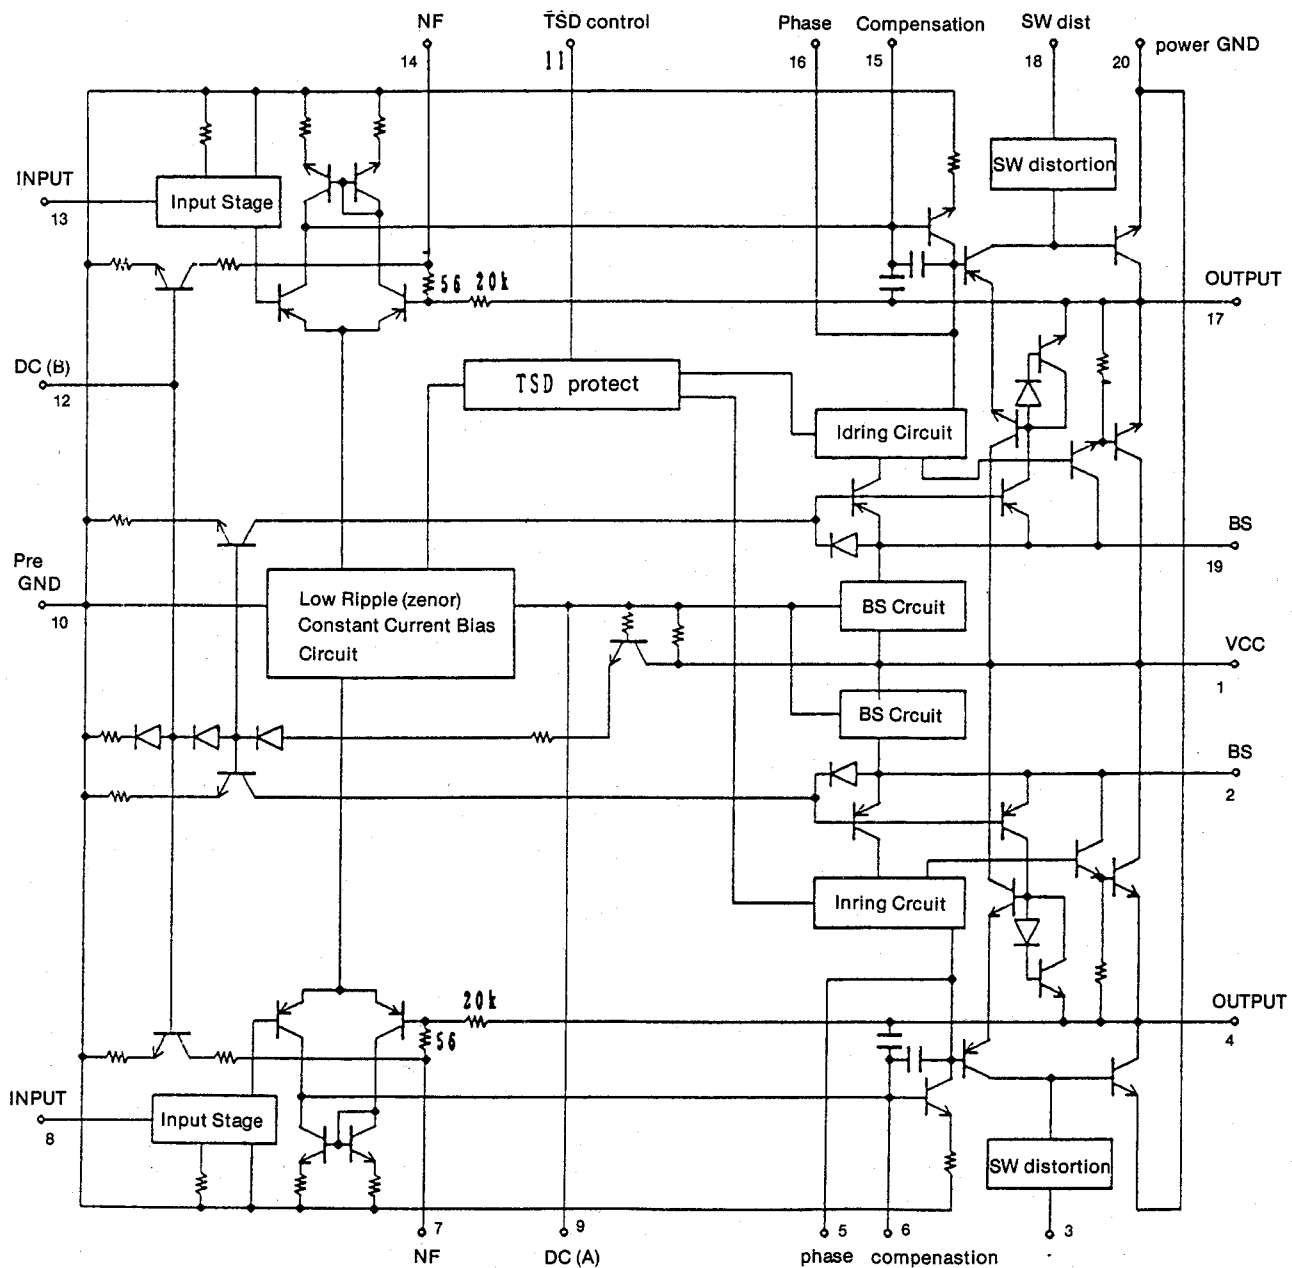 NF
TSD control
Phase
Compensation
SW dist
power GND
14
11
16
15
18
20
SW distortion
INPUT
13
Input Stage
56
20k
OUTPUT
17
DC (B)
12
TSD protect
Idring Circuit
BS
19
Pre
GND
10
Low Ripple (zenor)
Constant Current Bias
Circuit
BS Crcuit
VCC
1
BS Crcuit
BS
2
Inring Crcuit
20k
56
OUTPUT
4
INPUT
8
Input Stage
SW distortion
7
9
5
6
3
NF
DC (A)
phase
compenastion